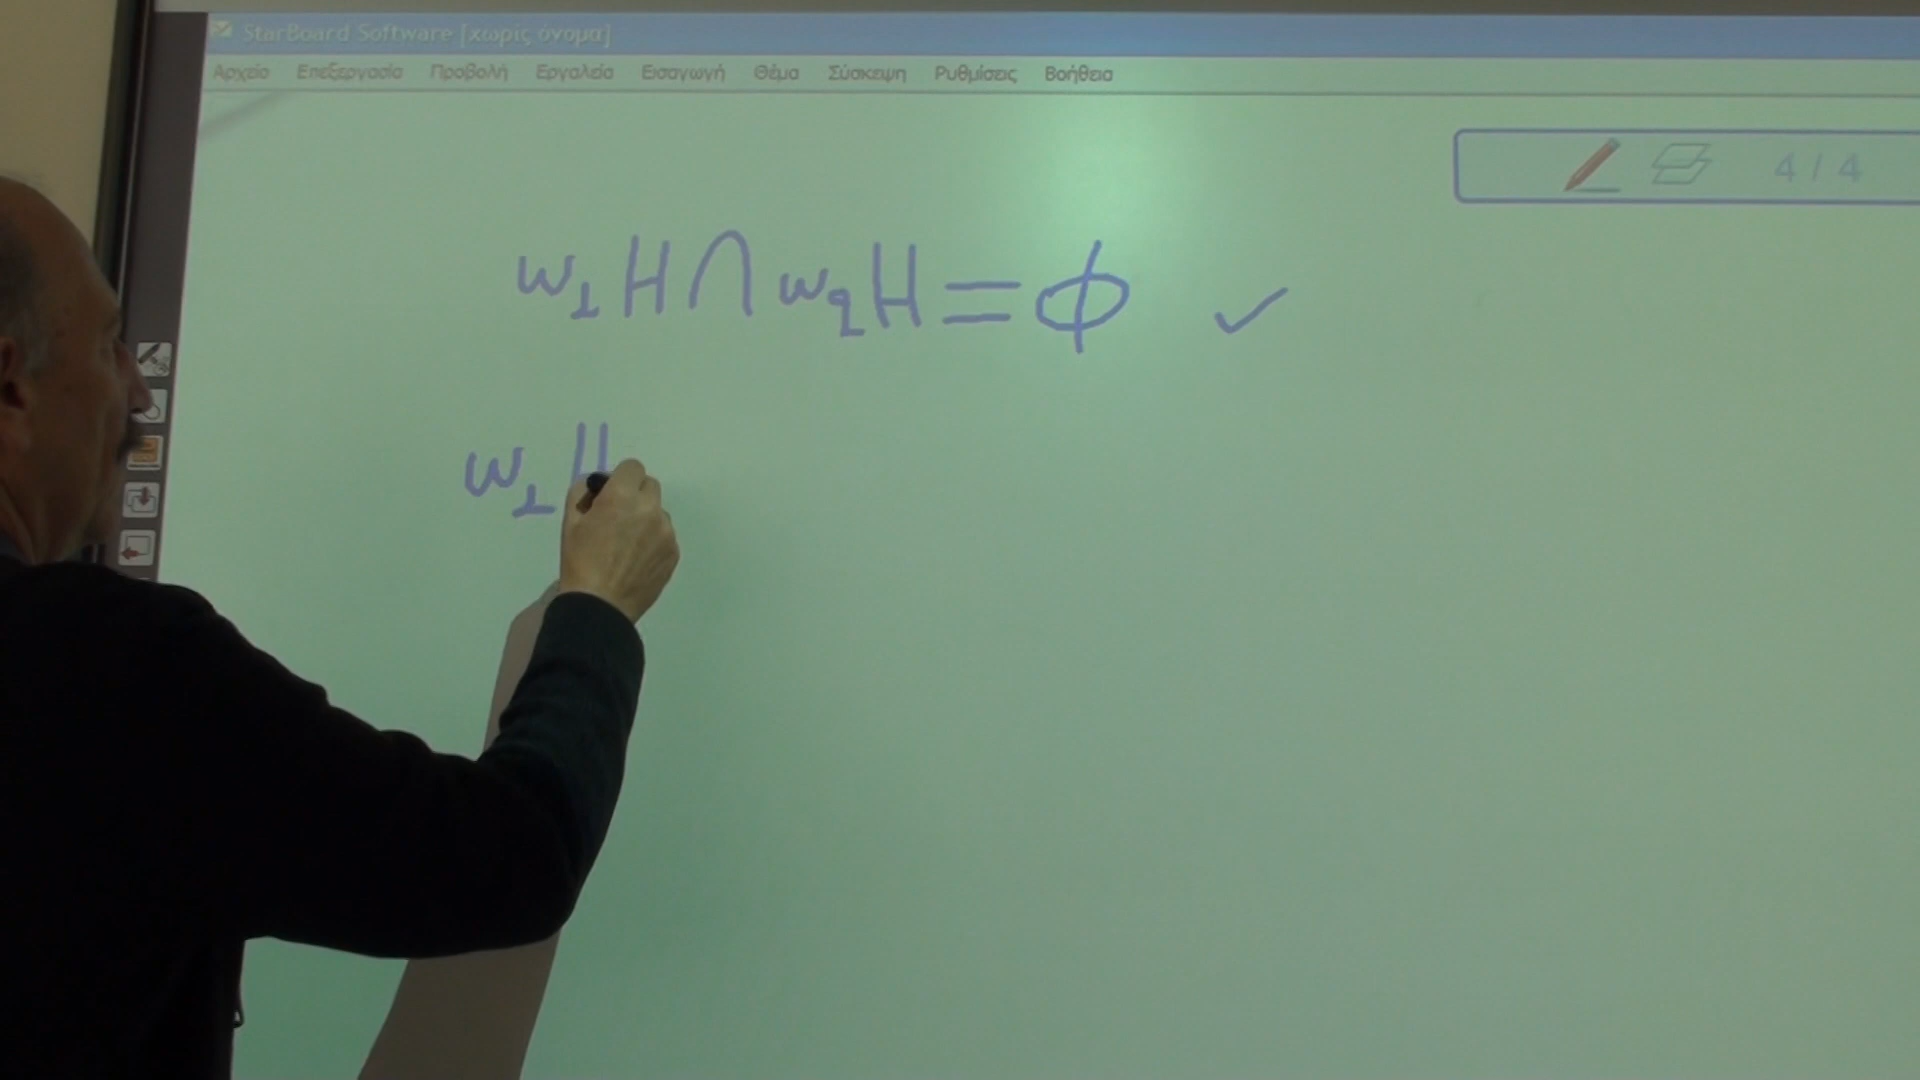 StarBoard Software [χωρίς όνομα]
Αρχείο Επεξεργασία Προβολή Εργαλεία Εισαγωγή Θέμα Σύσκεψη Ρυθμίσεις Βοήθεια
4 / 4
w₁H∩w₂H=∅ ✓
w₁H